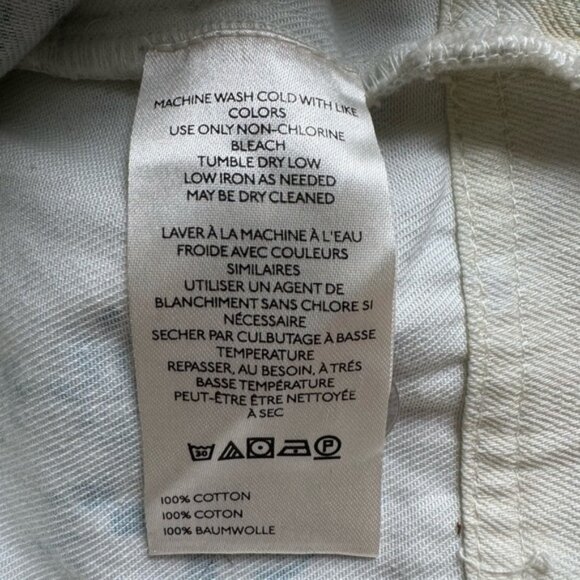 MACHINE WASH COLD WITH LIKE
COLORS
USE ONLY NON-CHLORINE
BLEACH
TUMBLE DRY LOW
LOW IRON AS NEEDED
MAY BE DRY CLEANED
LAVER À LA MACHINE À L'EAU
FROIDE AVEC COULEURS
SIMILAIRES
UTILISER UN AGENT DE
BLANCHIMENT SANS CHLORE SI
NÉCESSAIRE
SECHER PAR CULBUTAGE À BASSE
TEMPERATURE
REPASSER, AU BESOIN, À TRÉS
BASSE TEMPÉRATURE
PEUT-ÊTRE ÊTRE NETTOYÉE
À SEC
30 P
100% COTTON
100% COTON
100% BAUMWOLLE